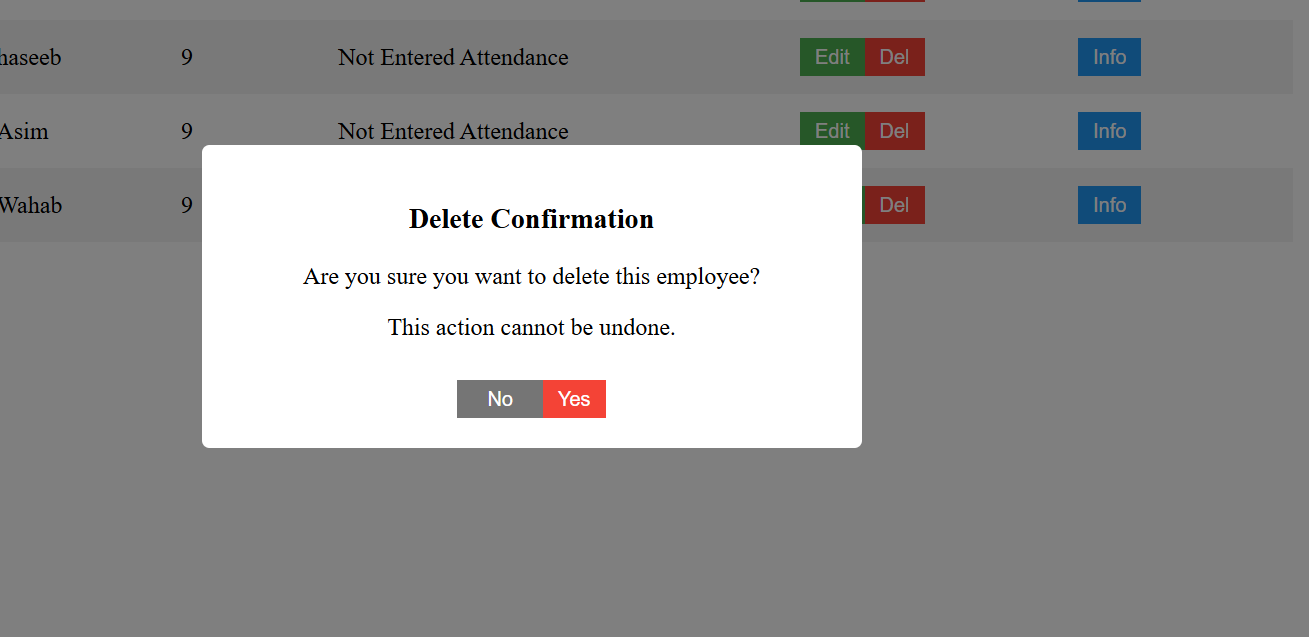 haseeb 9 Not Entered Attendance Edit Del Info
Asim 9 Not Entered Attendance Edit Del Info
Wahab 9 Del Info
Delete Confirmation
Are you sure you want to delete this employee?
This action cannot be undone.
No Yes